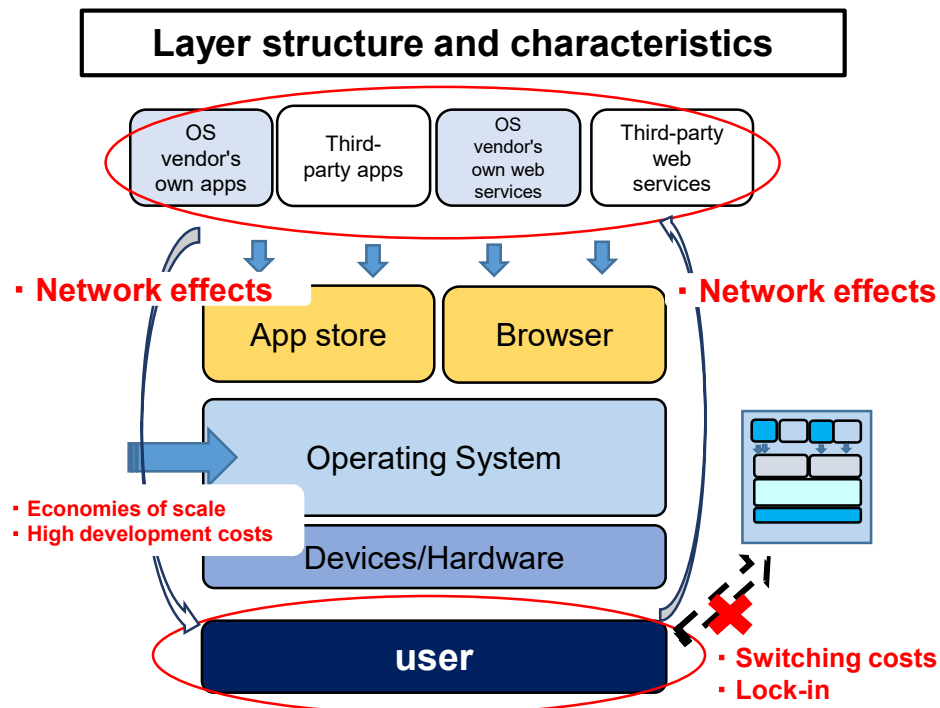 Layer structure and characteristics
OS
vendor's
own apps
Third-
party apps
OS
vendor's
own web
services
Third-party
web
services
・Network effects
・Network effects
App store
Browser
Operating System
・Economies of scale
・High development costs
Devices/Hardware
user
・Switching costs
・Lock-in